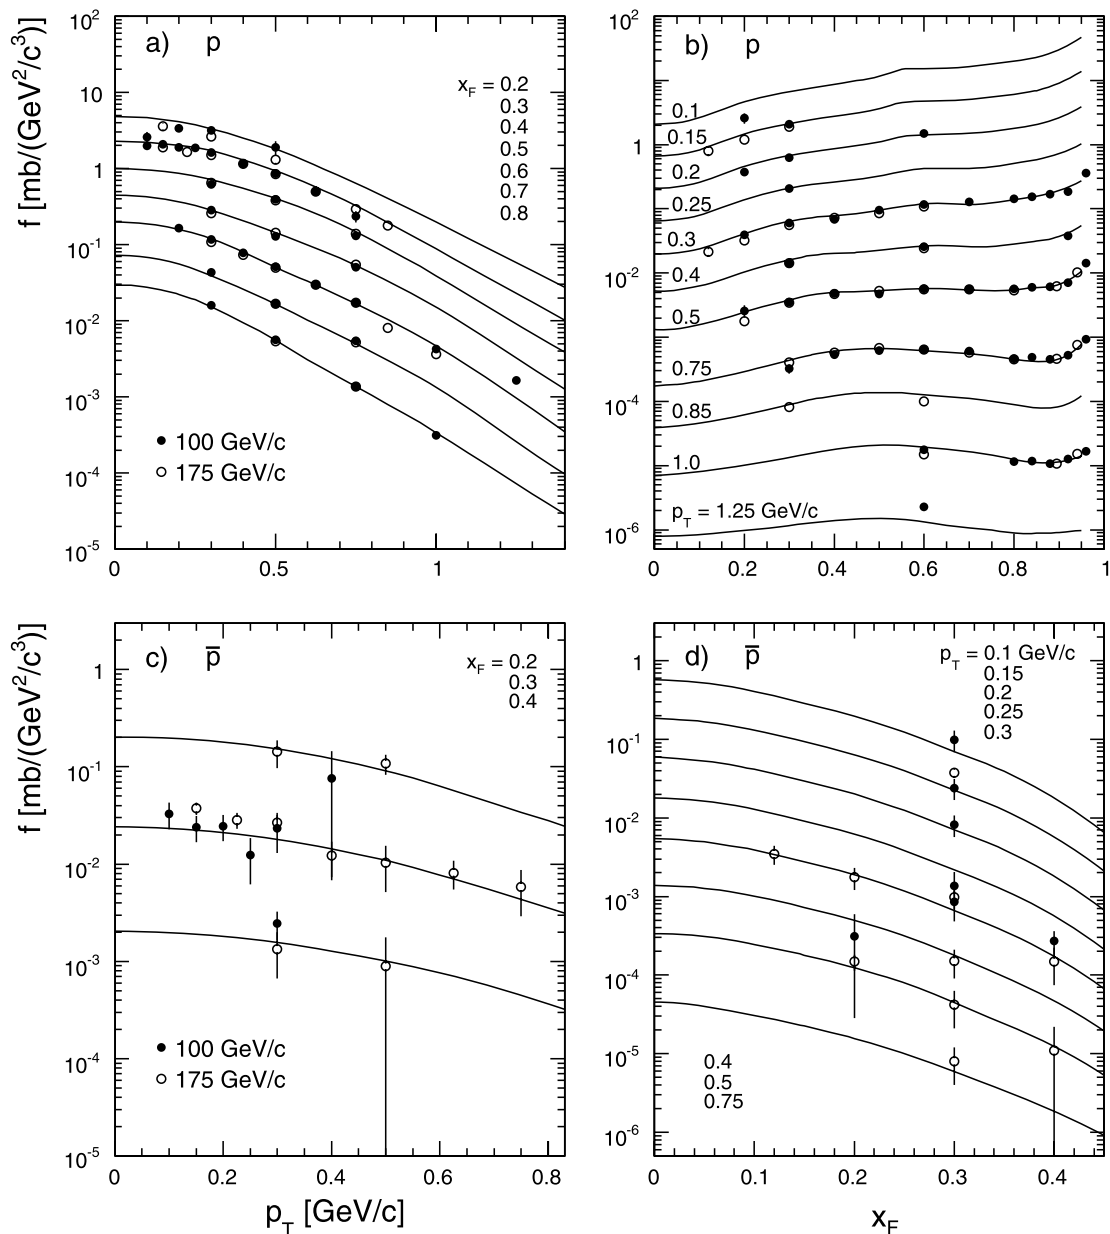 f [mb/(GeV²/c³)]
a) p
10²
10
1
10⁻¹
10⁻²
10⁻³
10⁻⁴
10⁻⁵
x_F = 0.2
0.3
0.4
0.5
0.6
0.7
0.8
● 100 GeV/c
○ 175 GeV/c
0 0.5 1
b) p
10²
1
10⁻²
10⁻⁴
10⁻⁶
0.1
0.15
0.2
0.25
0.3
0.4
0.5
0.75
0.85
1.0
p_T = 1.25 GeV/c
0 0.2 0.4 0.6 0.8 1
f [mb/(GeV²/c³)]
c) p̅
1
10⁻¹
10⁻²
10⁻³
10⁻⁴
10⁻⁵
x_F = 0.2
0.3
0.4
● 100 GeV/c
○ 175 GeV/c
0 0.2 0.4 0.6 0.8
p_T [GeV/c]
d) p̅
1
10⁻¹
10⁻²
10⁻³
10⁻⁴
10⁻⁵
10⁻⁶
p_T = 0.1 GeV/c
0.15
0.2
0.25
0.3
0.4
0.5
0.75
0 0.1 0.2 0.3 0.4
x_F